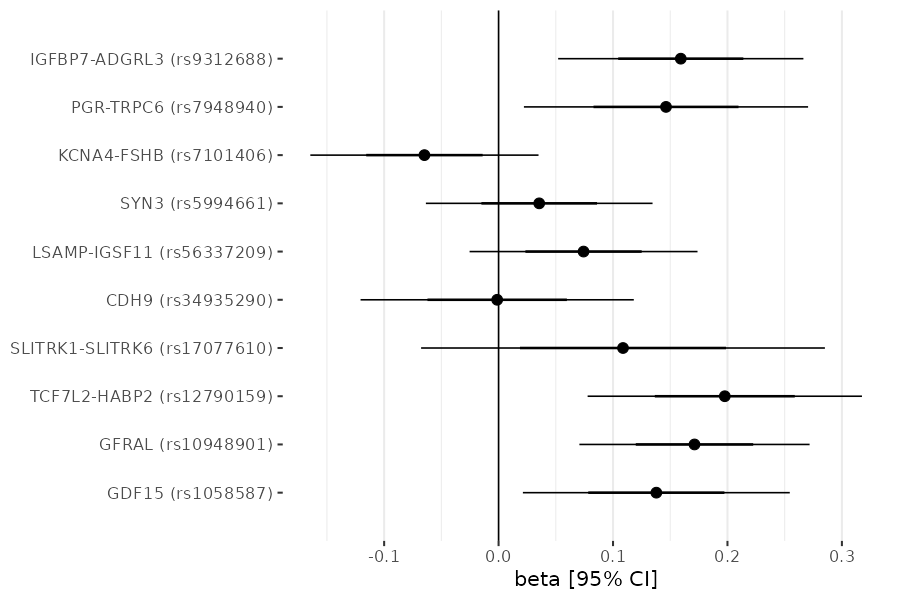 IGFBP7-ADGRL3 (rs9312688)
PGR-TRPC6 (rs7948940)
KCNA4-FSHB (rs7101406)
SYN3 (rs5994661)
LSAMP-IGSF11 (rs56337209)
CDH9 (rs34935290)
SLITRK1-SLITRK6 (rs17077610)
TCF7L2-HABP2 (rs12790159)
GFRAL (rs10948901)
GDF15 (rs1058587)
-0.1 0.0 0.1 0.2 0.3
beta [95% CI]